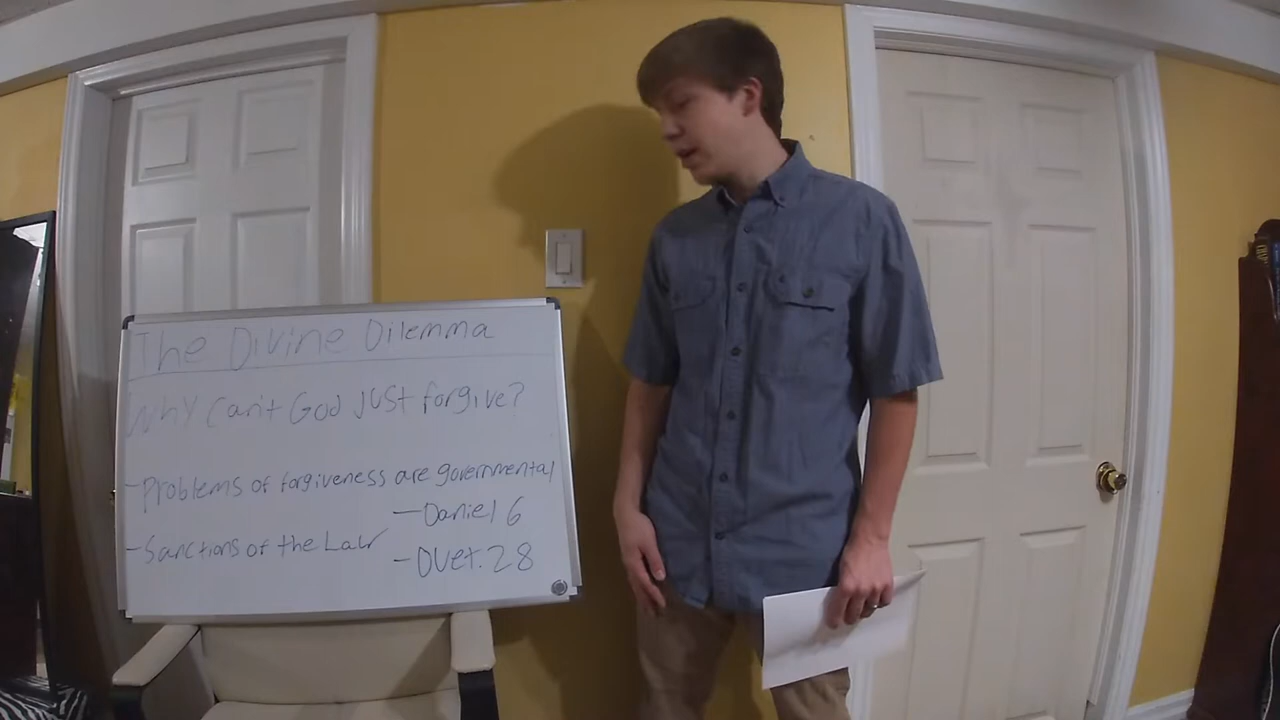 The Divine Dilemma
Why can't God just forgive?
- Problems of forgiveness are governmental
- Daniel 6
- Sanctions of the Law
- Duet. 28